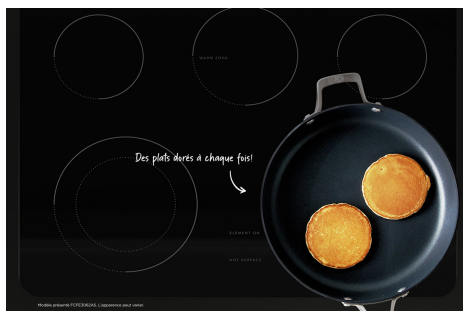 WARM ZONE
Des plats dorés à chaque fois!
ELEMENT ON
HOT SURFACE
Modèle présenté FCFE3062AS. L'apparence peut varier.